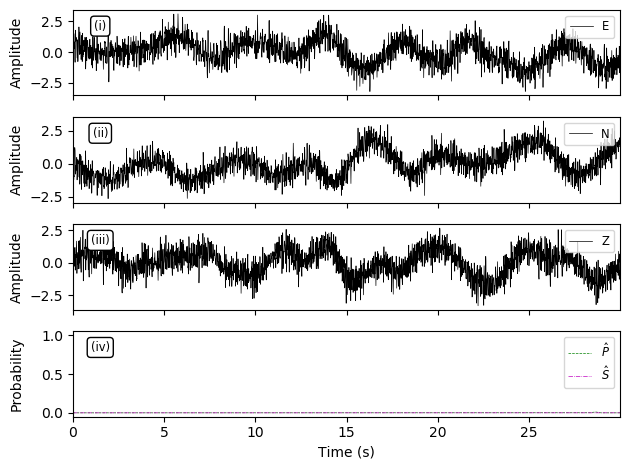 (i)
E
2.5
0.0
−2.5
Amplitude
(ii)
N
2.5
0.0
−2.5
Amplitude
(iii)
Z
2.5
0.0
−2.5
Amplitude
(iv)
P̂
Ŝ
1.0
0.5
0.0
Probability
0 5 10 15 20 25
Time (s)